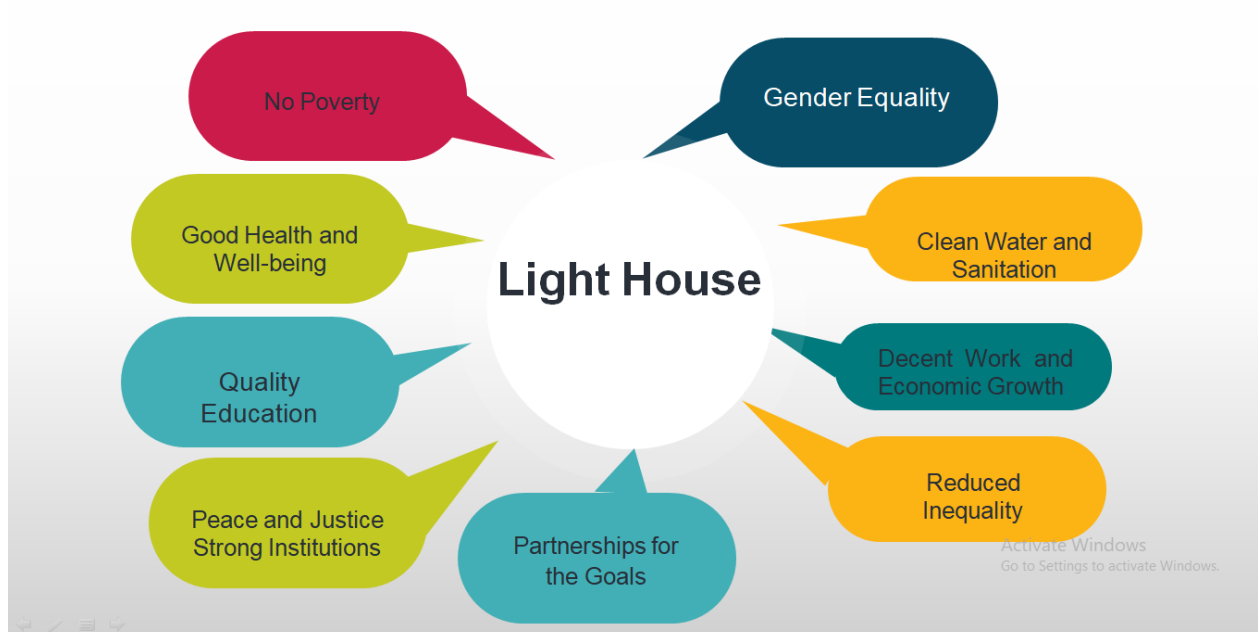 No Poverty
Gender Equality
Good Health and
Well-being
Clean Water and
Sanitation
Light House
Quality
Education
Decent Work and
Economic Growth
Peace and Justice
Strong Institutions
Partnerships for
the Goals
Reduced
Inequality
Activate Windows
Go to Settings to activate Windows.